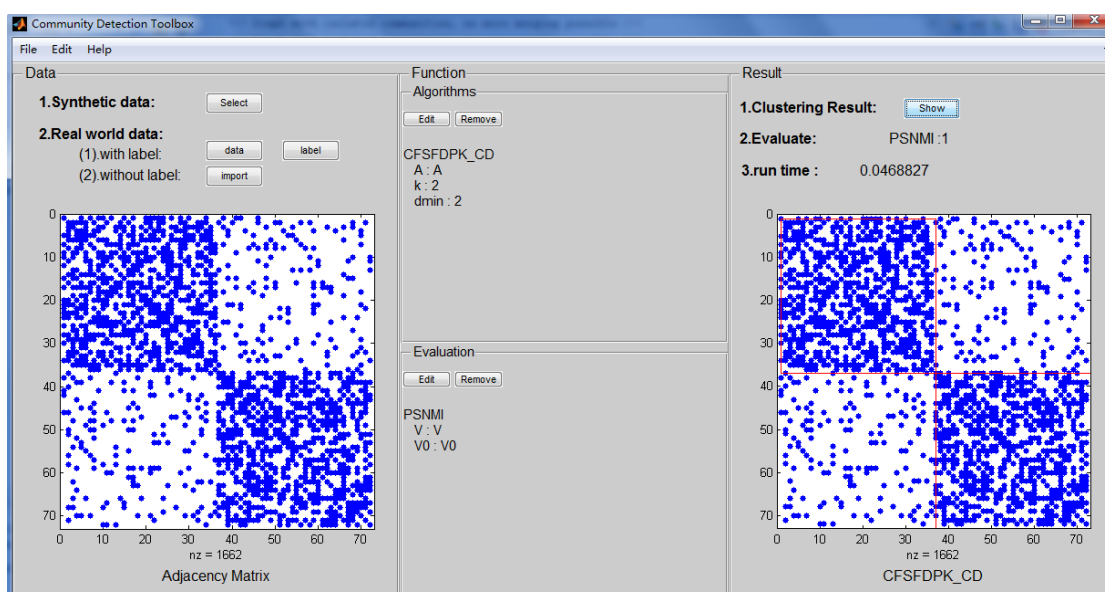 Community Detection Toolbox
File Edit Help
Data
1.Synthetic data: Select
2.Real world data:
(1).with label: data label
(2).without label: import
0
10
20
30
40
50
60
70
0 10 20 30 40 50 60 70
nz = 1662
Adjacency Matrix
Function
Algorithms
Edit Remove
CFSFDPK_CD
A : A
k : 2
dmin : 2
Evaluation
Edit Remove
PSNMI
V : V
V0 : V0
Result
1.Clustering Result: Show
2.Evaluate: PSNMI :1
3.run time : 0.0468827
0
10
20
30
40
50
60
70
0 10 20 30 40 50 60 70
nz = 1662
CFSFDPK_CD